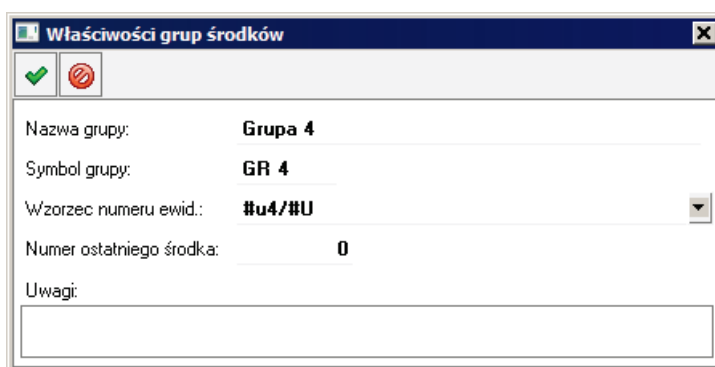 Właściwości grup środków
Nazwa grupy: Grupa 4
Symbol grupy: GR 4
Wzorzec numeru ewid.: #u4/#U
Numer ostatniego środka: 0
Uwagi: